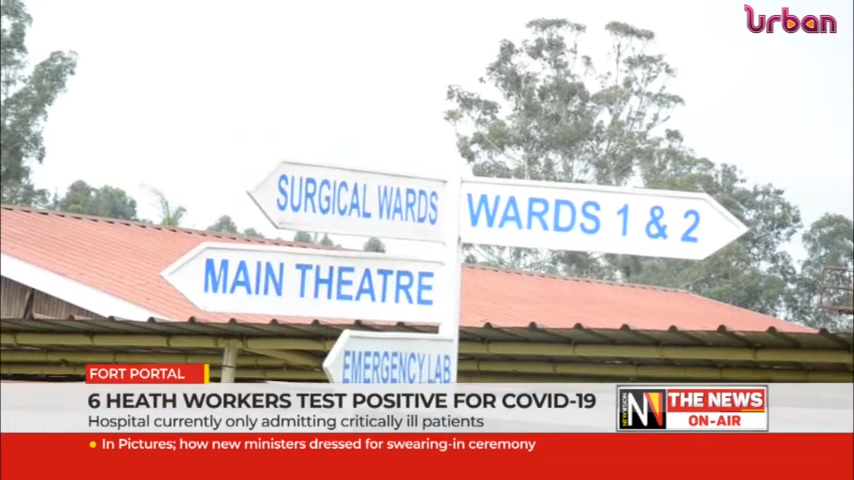 urban
SURGICAL WARDS
WARDS 1 & 2
MAIN THEATRE
EMERGENCY LAB
FORT PORTAL
6 HEATH WORKERS TEST POSITIVE FOR COVID-19
Hospital currently only admitting critically ill patients
N
THE NEWS
ON-AIR
In Pictures; how new ministers dressed for swearing-in ceremony